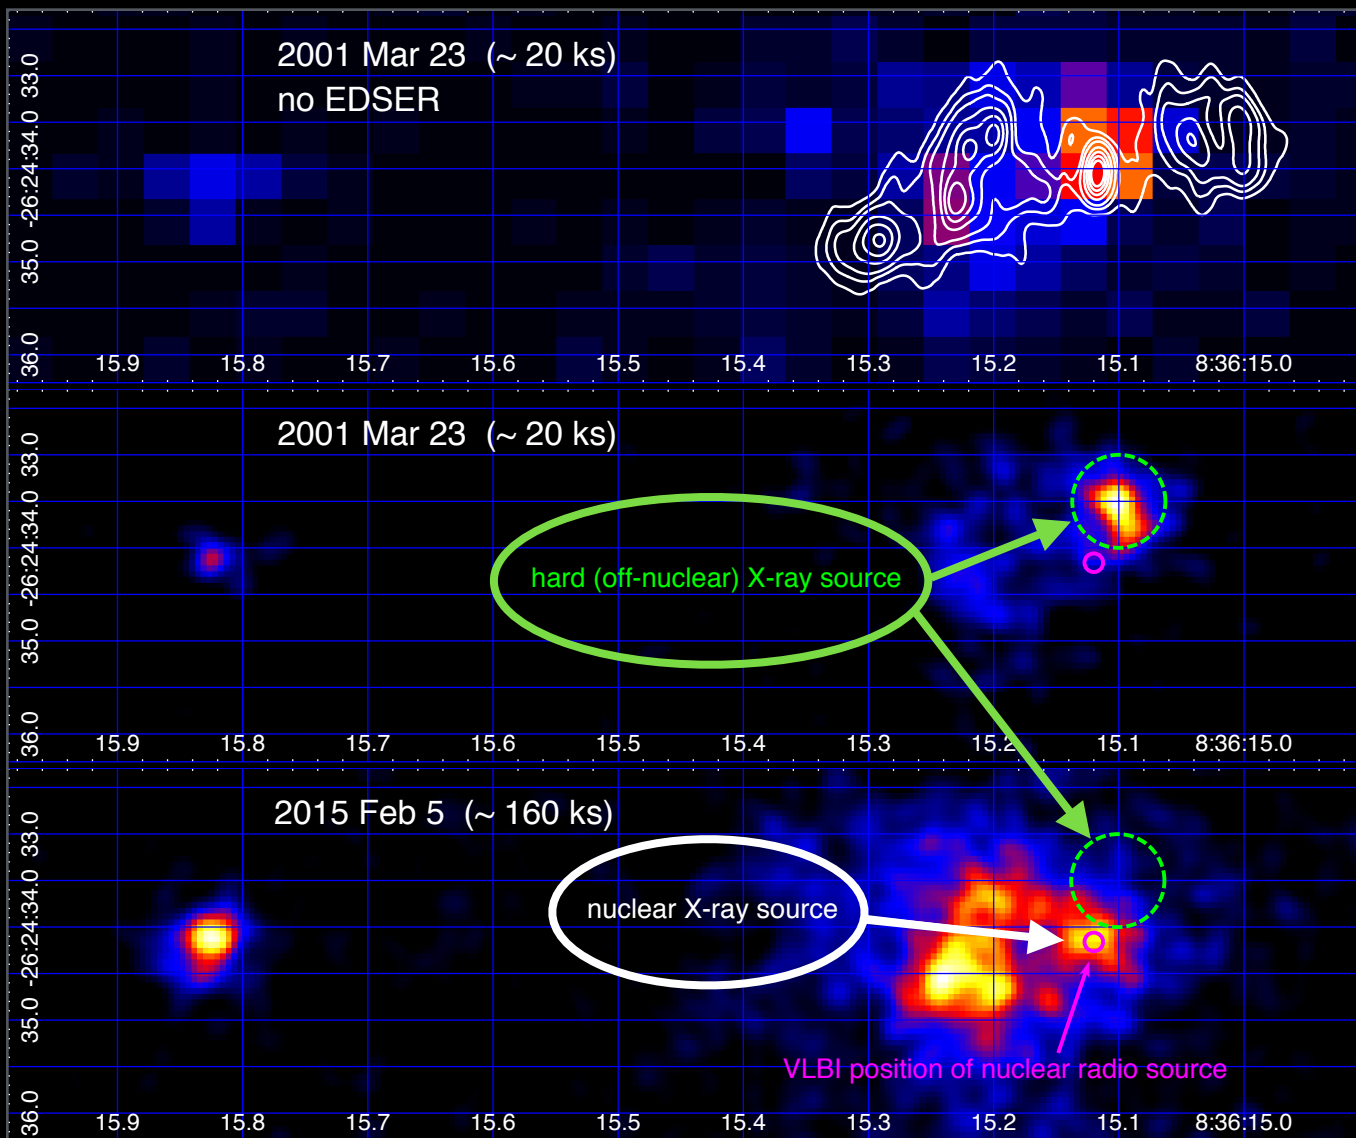 2001 Mar 23 (~ 20 ks)
no EDSER
33.0
-26:24:34.0
35.0
36.0
15.9 15.8 15.7 15.6 15.5 15.4 15.3 15.2 15.1 8:36:15.0
2001 Mar 23 (~ 20 ks)
33.0
-26:24:34.0
hard (off-nuclear) X-ray source
35.0
36.0
15.9 15.8 15.7 15.6 15.5 15.4 15.3 15.2 15.1 8:36:15.0
2015 Feb 5 (~ 160 ks)
33.0
-26:24:34.0
nuclear X-ray source
35.0
VLBI position of nuclear radio source
36.0
15.9 15.8 15.7 15.6 15.5 15.4 15.3 15.2 15.1 8:36:15.0